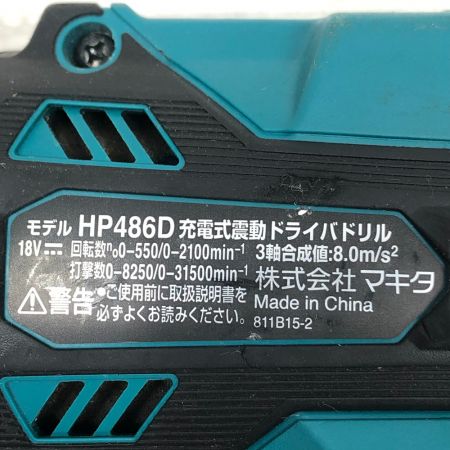 モデル HP486D 充電式震動ドライバドリル
18V⎓ 回転数n₀0-550/0-2100min⁻¹ 3軸合成値:8.0m/s²
打撃数0-8250/0-31500min⁻¹ 株式会社マキタ
⚠警告 •ご使用前に取扱説明書を Made in China
必ずよくお読みください。 811B15-2